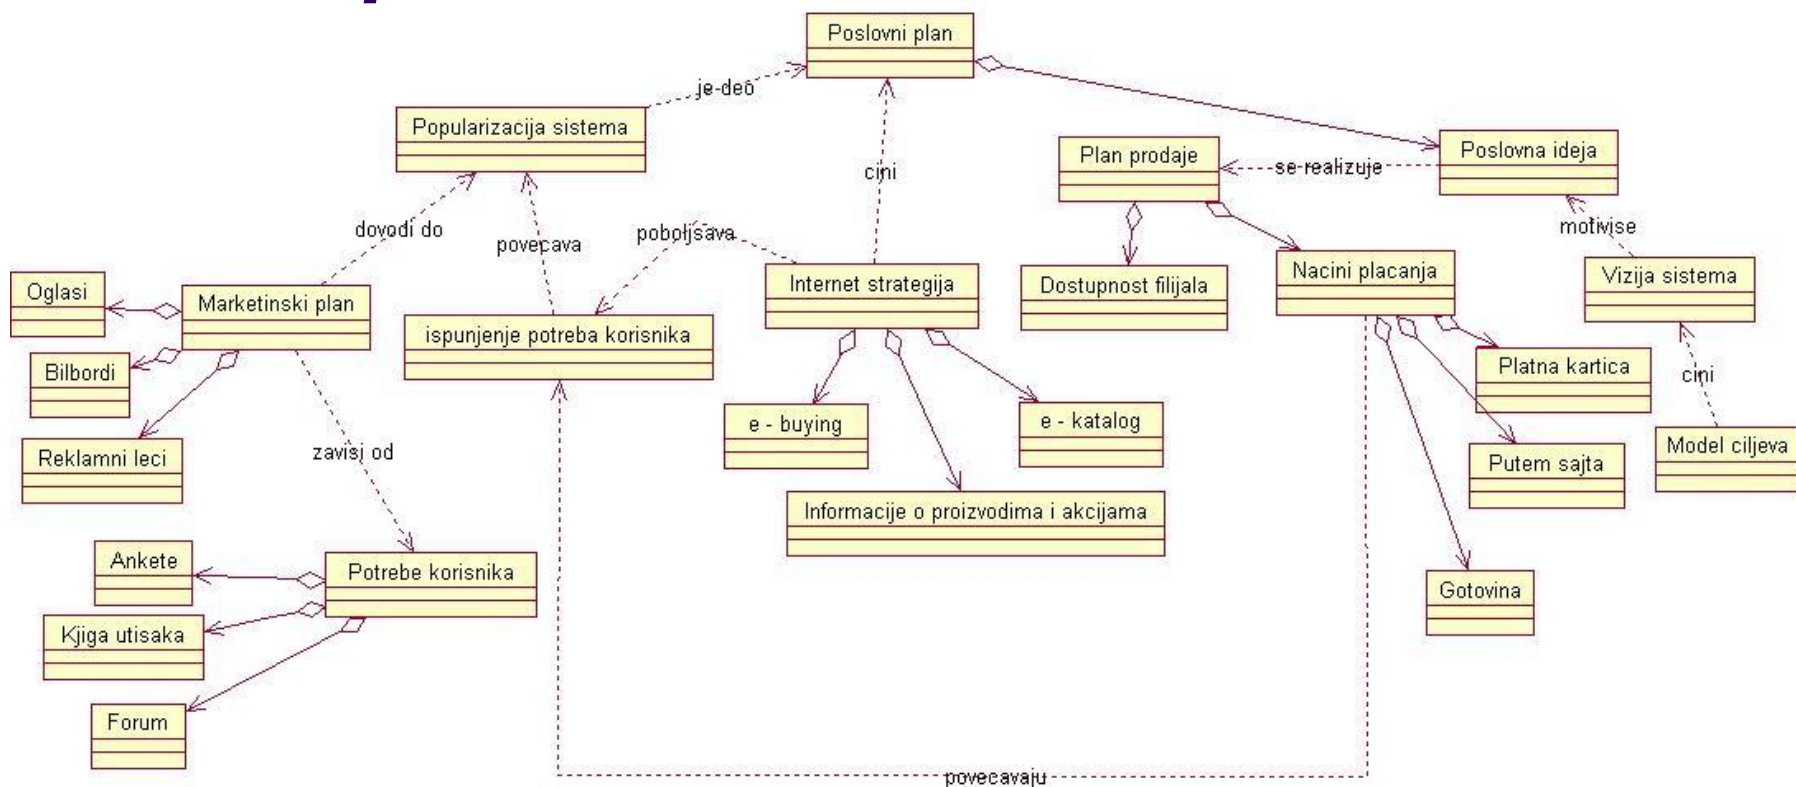 Poslovni plan
je-deo
Popularizacija sistema
Plan prodaje
Poslovna ideja
se realizuje
cini
dovodi do
povecava
poboljsava
motivise
Oglasi
Marketinski plan
Internet strategija
Dostupnost filijala
Nacini placanja
Vizija sistema
ispunjenje potreba korisnika
Bilbordi
Platna kartica
cini
Reklamni leci
zavisi od
e - buying
e - katalog
Putem sajta
Model ciljeva
Informacije o proizvodima i akcijama
Ankete
Potrebe korisnika
Gotovina
Kjiga utisaka
Forum
povecavaju